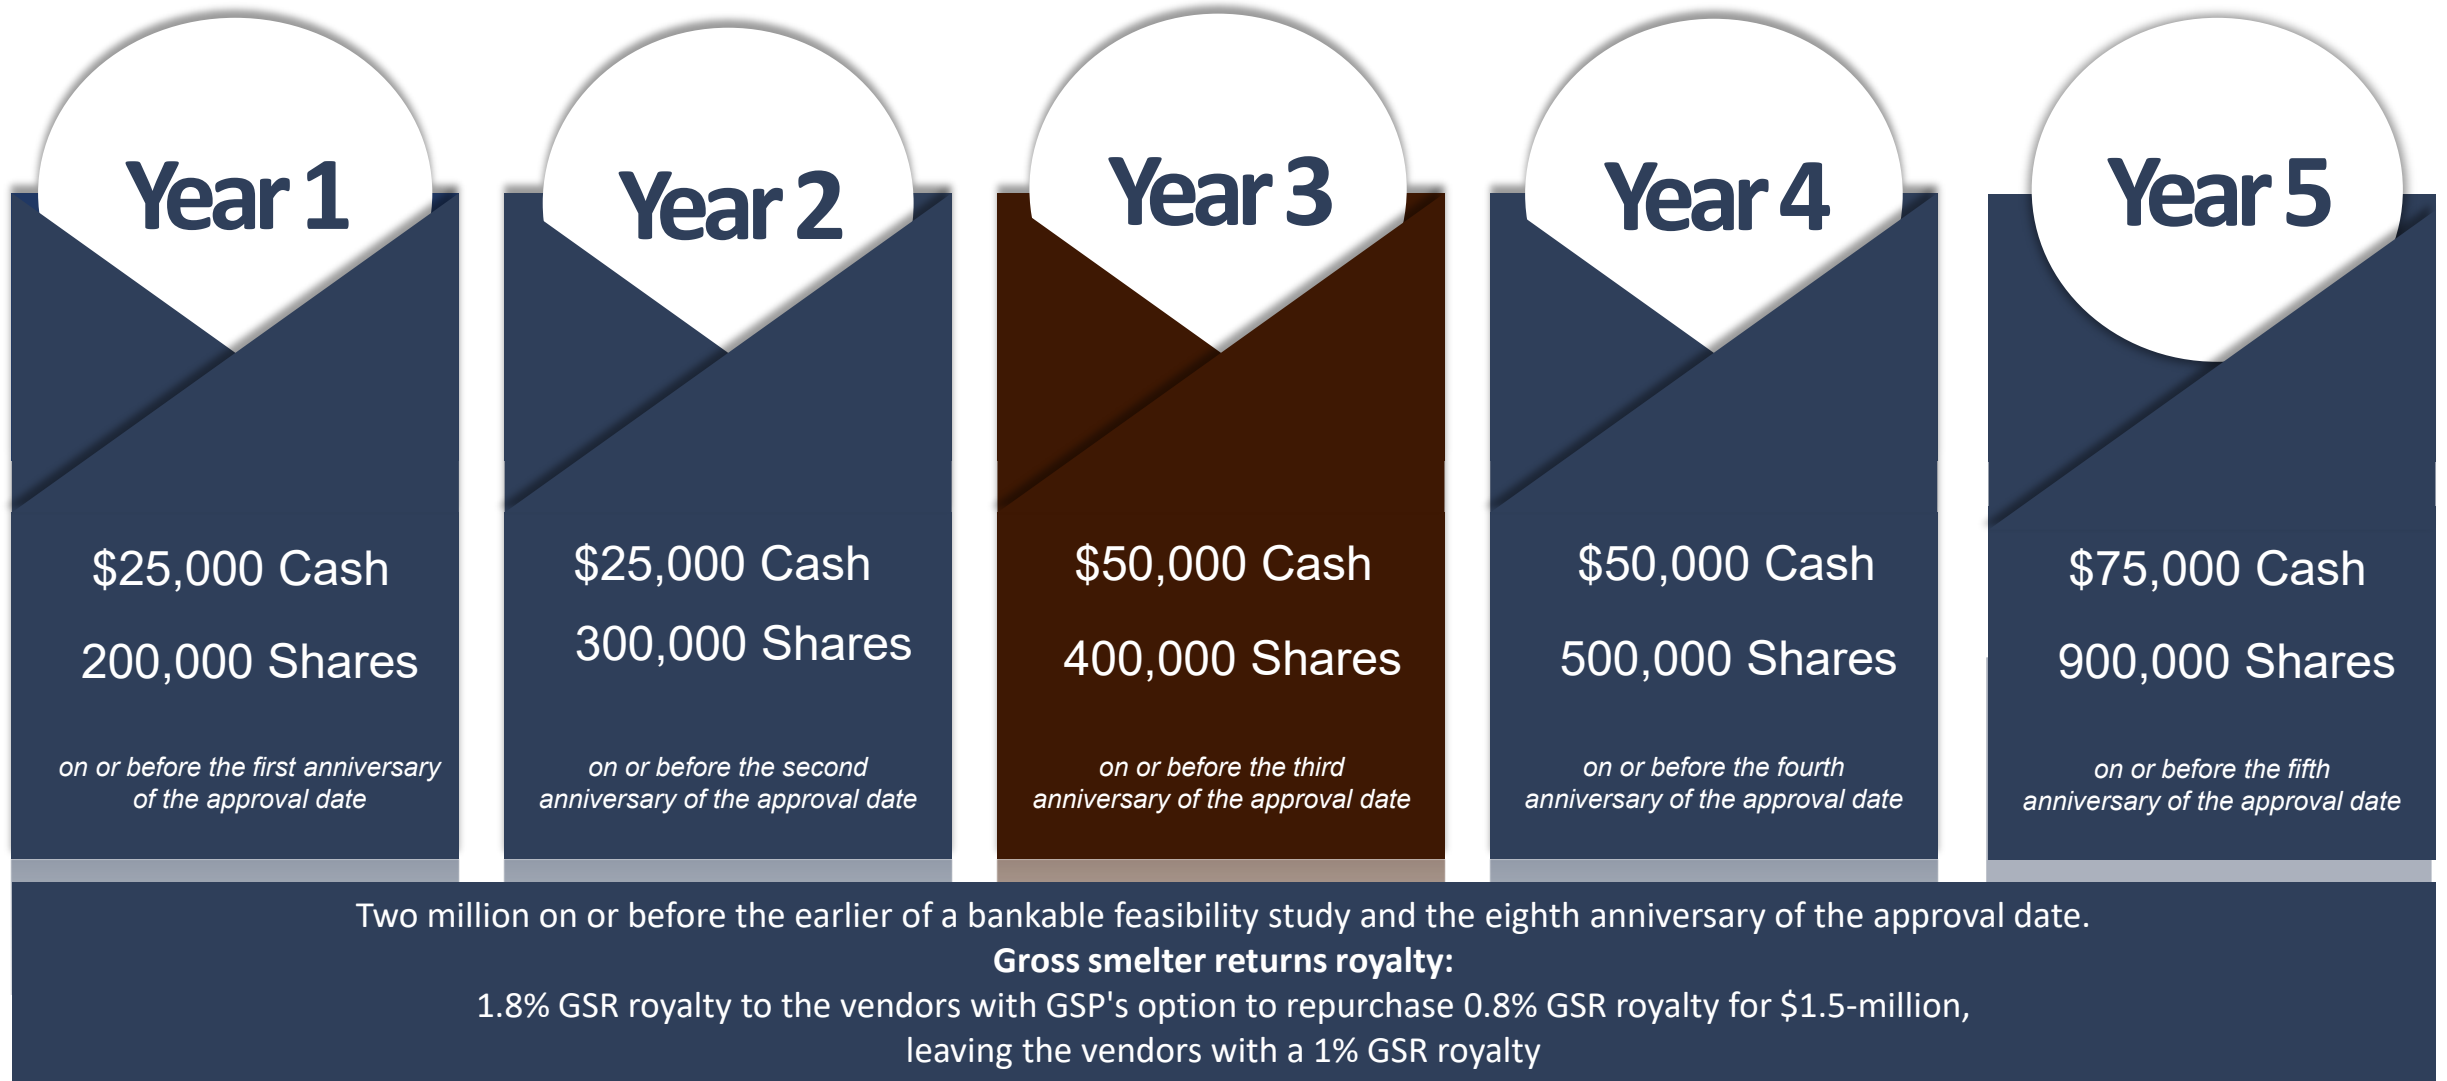 Year 1
$25,000 Cash
200,000 Shares
on or before the first anniversary
of the approval date
Year 2
$25,000 Cash
300,000 Shares
on or before the second
anniversary of the approval date
Year 3
$50,000 Cash
400,000 Shares
on or before the third
anniversary of the approval date
Year 4
$50,000 Cash
500,000 Shares
on or before the fourth
anniversary of the approval date
Year 5
$75,000 Cash
900,000 Shares
on or before the fifth
anniversary of the approval date
Two million on or before the earlier of a bankable feasibility study and the eighth anniversary of the approval date.
Gross smelter returns royalty:
1.8% GSR royalty to the vendors with GSP's option to repurchase 0.8% GSR royalty for $1.5-million,
leaving the vendors with a 1% GSR royalty